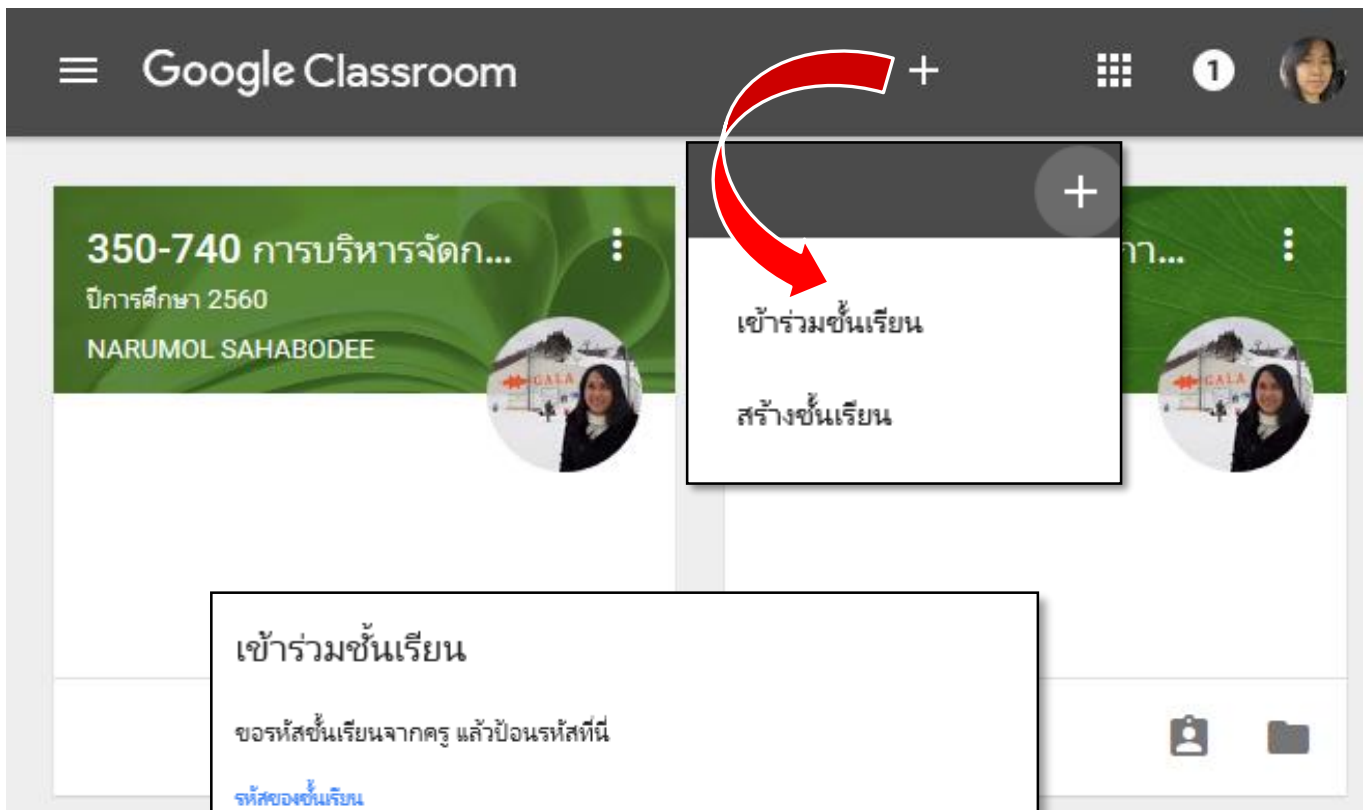 Google Classroom
1
350-740 การบริหารจัดก...
ปีการศึกษา 2560
NARUMOL SAHABODEE
GALA
า...
GALA
เข้าร่วมชั้นเรียน
สร้างชั้นเรียน
เข้าร่วมชั้นเรียน
ขอรหัสชั้นเรียนจากครู แล้วป้อนรหัสที่นี่
รหัสของชั้นเรียน